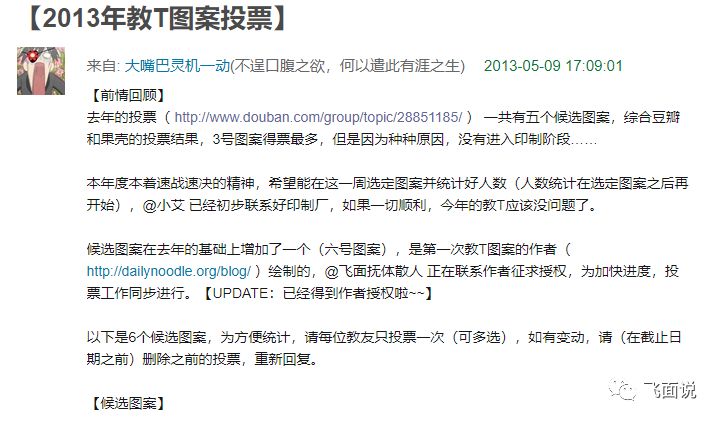 【2013年教T图案投票】
来自: 大嘴巴灵机一动(不逞口腹之欲，何以遣此有涯之生) 2013-05-09 17:09:01
【前情回顾】
去年的投票（ http://www.douban.com/group/topic/28851185/ ） 一共有五个候选图案，综合豆瓣
和果壳的投票结果，3号图案得票最多，但是因为种种原因，没有进入印制阶段……
本年度本着速战速决的精神，希望能在这一周选定图案并统计好人数（人数统计在选定图案之后再
开始），@小艾 已经初步联系好印制厂，如果一切顺利，今年的教T应该没问题了。
候选图案在去年的基础上增加了一个（六号图案），是第一次教T图案的作者（
http://dailynoodle.org/blog/ ）绘制的，@飞面抚体散人 正在联系作者征求授权，为加快进度，投
票工作同步进行。【UPDATE：已经得到作者授权啦~~】
以下是6个候选图案，为方便统计，请每位教友只投票一次（可多选），如有变动，请（在截止日
期之前）删除之前的投票，重新回复。
【候选图案】
飞面说